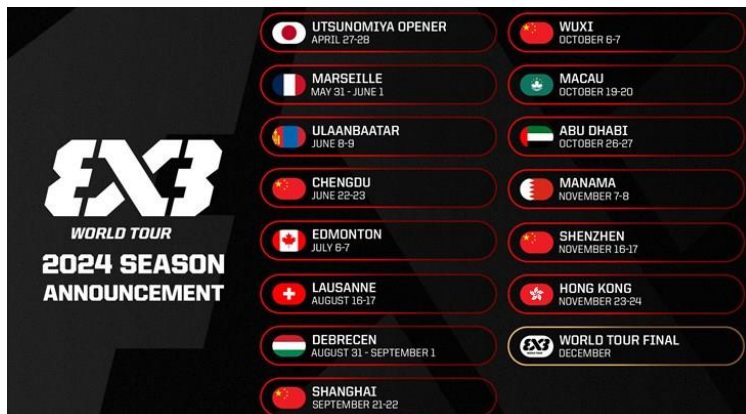 3X3
WORLD TOUR
2024 SEASON
ANNOUNCEMENT
UTSUNOMIYA OPENER
APRIL 27-28
MARSEILLE
MAY 31 - JUNE 1
ULAANBAATAR
JUNE 8-9
CHENGDU
JUNE 22-23
EDMONTON
JULY 6-7
LAUSANNE
AUGUST 16-17
DEBRECEN
AUGUST 31 - SEPTEMBER 1
SHANGHAI
SEPTEMBER 21-22
WUXI
OCTOBER 6-7
MACAU
OCTOBER 19-20
ABU DHABI
OCTOBER 26-27
MANAMA
NOVEMBER 7-8
SHENZHEN
NOVEMBER 16-17
HONG KONG
NOVEMBER 23-24
3X3
WORLD TOUR FINAL
DECEMBER